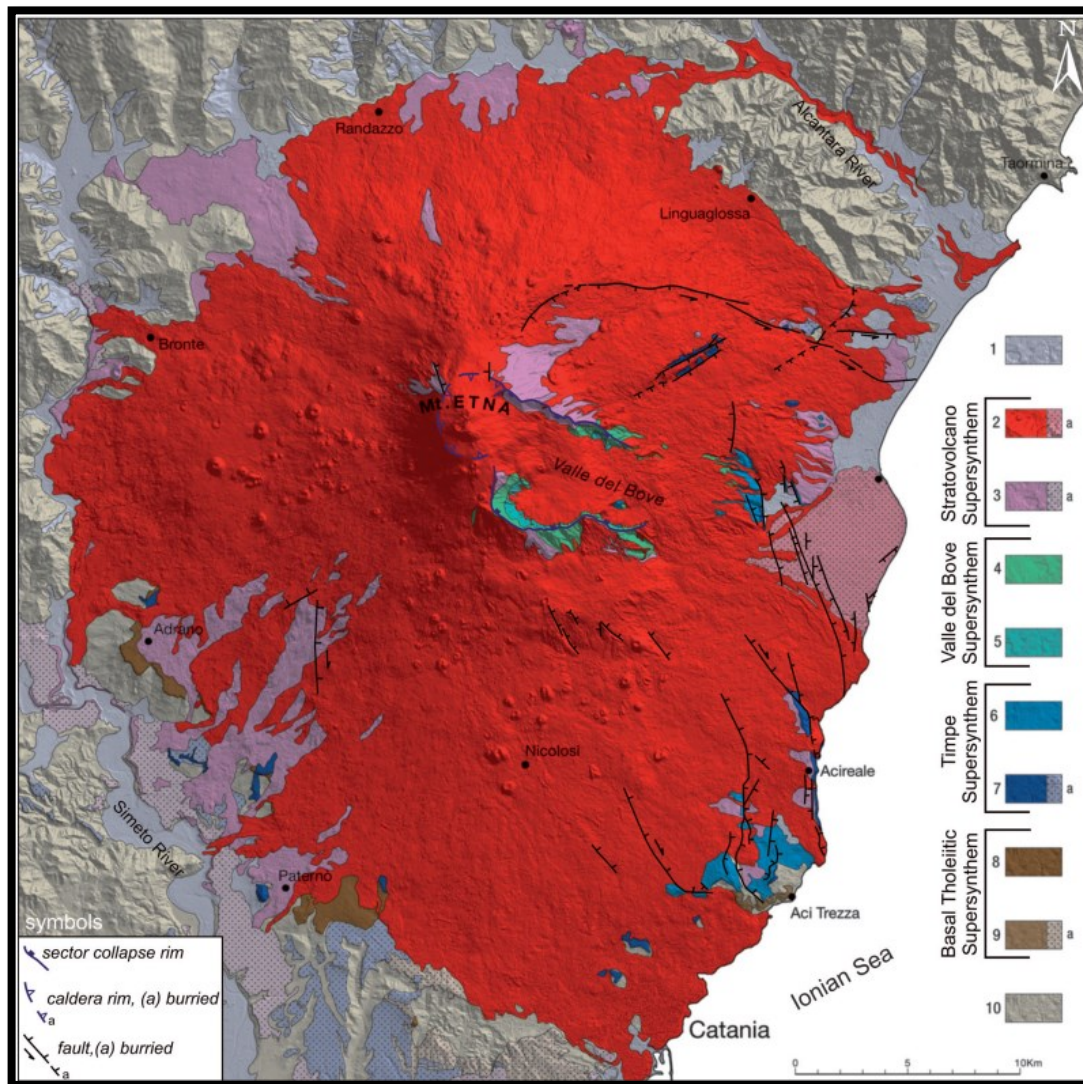 N
Randazzo
Alcantara River
Taormina
Linguaglossa
Bronte
Mt. ETNA
Valle del Bove
Adrano
Nicolosi
Acireale
Simeto River
Paternò
Aci Trezza
Ionian Sea
Catania
0 5 10Km
1
Stratovolcano
Supersynthem
2 a
3 a
Valle del Bove
Supersynthem
4
5
Timpe
Supersynthem
6
7 a
Basal Tholeiitic
Supersynthem
8
9 a
10
symbols
sector collapse rim
caldera rim, (a) burried
a
fault,(a) burried
a